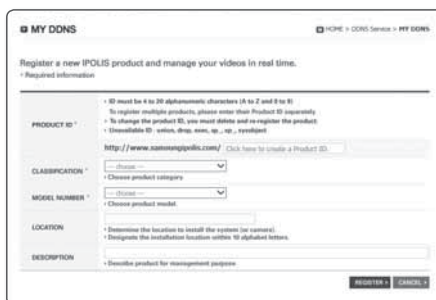 MY DDNS
HOME > DDNS Service > MY DDNS
Register a new IPOLIS product and manage your videos in real time.
* Required information
PRODUCT ID *
• ID must be 4 to 20 alphanumeric characters (A to Z and 0 to 9)
To register multiple products, please enter their Product ID separately
• To change the product ID, you must delete and re-register the product
• Unavailable ID : union, drop, exec, sp_, xp_, sysobject
http://www.samsungipolis.com/ Click here to create a Product ID.
CLASSIFICATION *
--- choose ---
• Choose product category
MODEL NUMBER *
--- choose ---
• Choose product model.
LOCATION
• Determine the location to install the system (or camera).
• Designate the installation location within 10 alphabet letters.
DESCRIPTION
• Describe product for management purpose
REGISTER › CANCEL ›